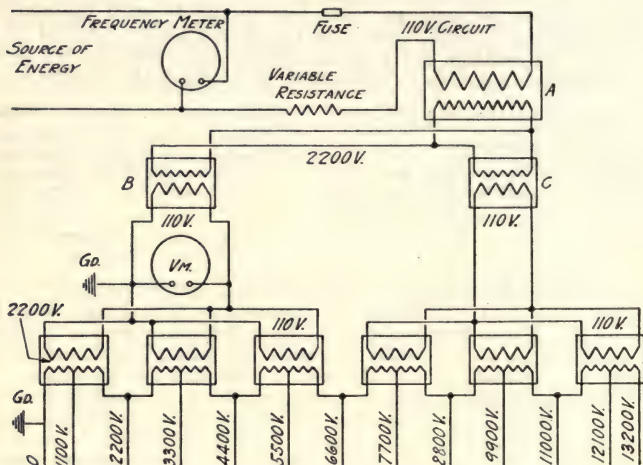 FREQUENCY METER
FUSE
110V. CIRCUIT
SOURCE OF
ENERGY
VARIABLE
RESISTANCE
A
2200V.
B
C
110V.
110V.
GD.
VM.
2200V.
110V.
110V.
GD.
0
1100V.
2200V.
3300V.
4400V.
5500V.
6600V.
7700V.
8800V.
9900V.
11000V.
12100V.
13200V.